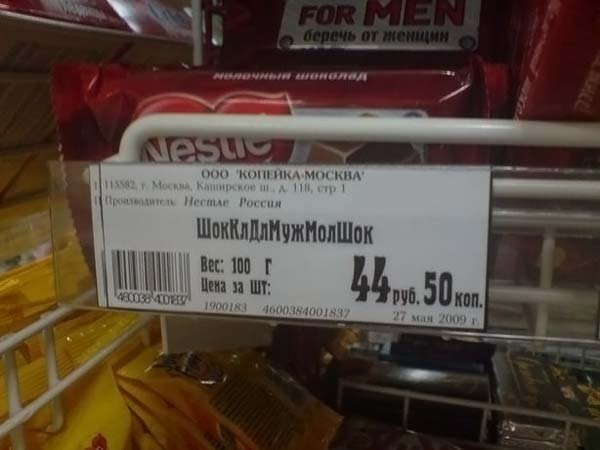 FOR MEN
беречь от женщин
МОЛОЧНЫЙ ШОКОЛАД
Nestle
ООО "КОПЕЙКА-МОСКВА"
115582, г. Москва, Каширское ш., д. 118, стр 1
Производитель Нестле Россия
ШокКлДлМужМолШок
Вес: 100 Г
Цена за ШТ:
44 руб. 50 коп.
4600384001837
1900183 4600384001837
27 мая 2009 г.